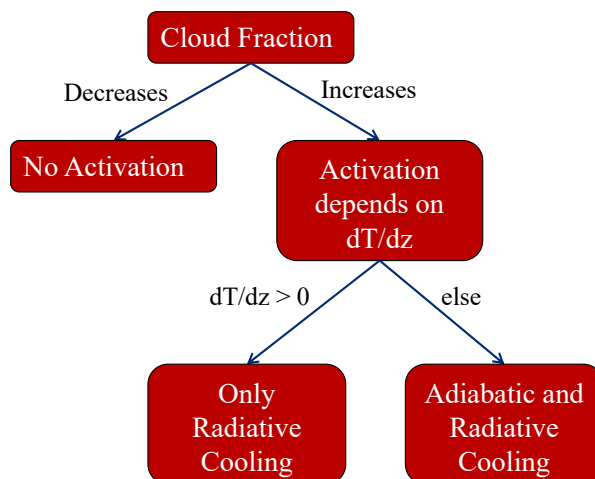 Cloud Fraction
Decreases
Increases
No Activation
Activation
depends on
dT/dz
dT/dz > 0
else
Only
Radiative
Cooling
Adiabatic and
Radiative
Cooling